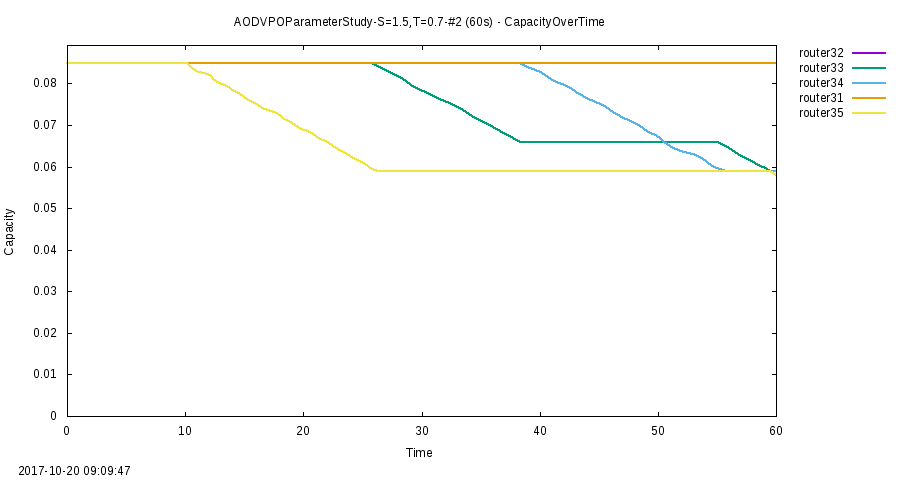 AODVPOParameterStudy-S=1.5,T=0.7-#2 (60s) - CapacityOverTime
router32
router33
router34
router31
router35
0.08
0.07
0.06
0.05
0.04
0.03
0.02
0.01
0
Capacity
0 10 20 30 40 50 60
Time
2017-10-20 09:09:47